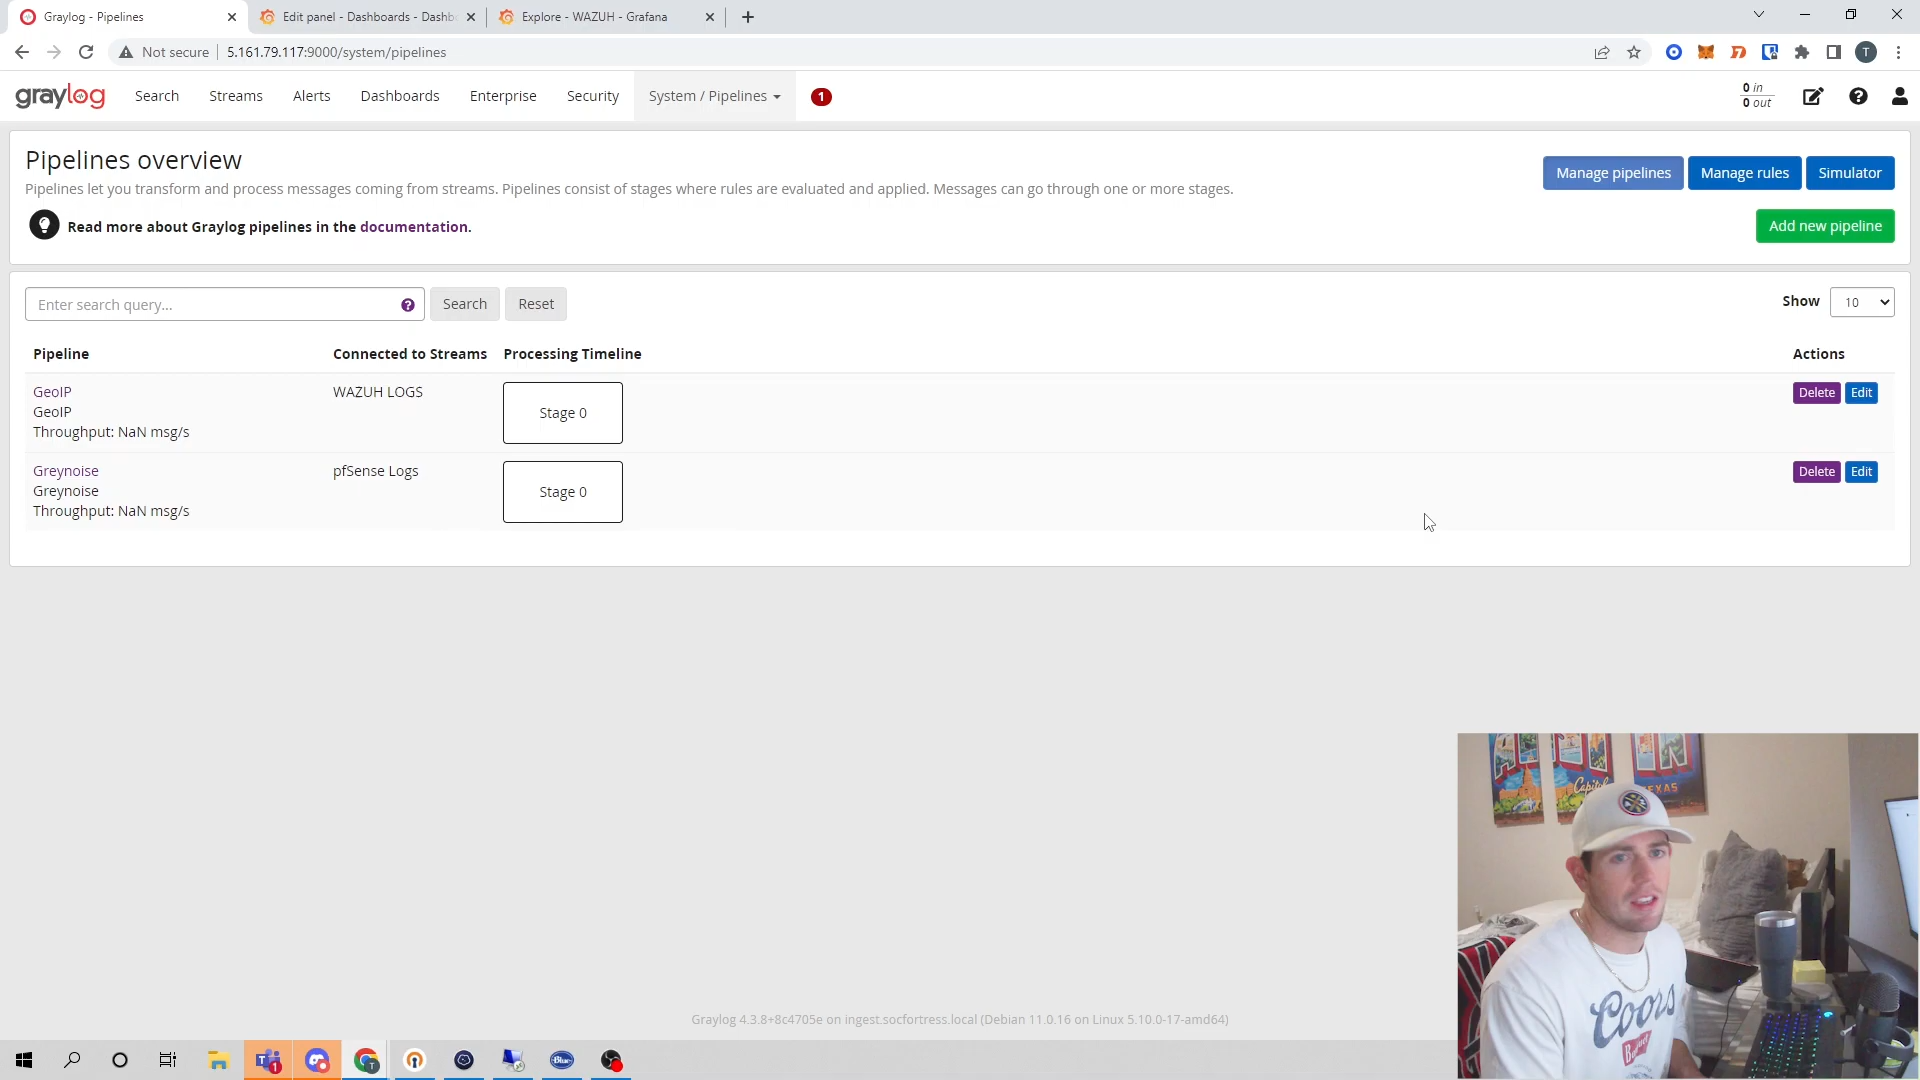 Graylog - Pipelines
Edit panel - Dashboards - Dashb
Explore - WAZUH - Grafana
Not secure
5.161.79.117:9000/system/pipelines
T
graylog
Search
Streams
Alerts
Dashboards
Enterprise
Security
System / Pipelines
1
0 in
0 out
Pipelines overview
Manage pipelines
Manage rules
Simulator
Pipelines let you transform and process messages coming from streams. Pipelines consist of stages where rules are evaluated and applied. Messages can go through one or more stages.
Read more about Graylog pipelines in the documentation.
Add new pipeline
Enter search query...
Search
Reset
Show
10
Pipeline
Connected to Streams
Processing Timeline
Actions
GeoIP
GeoIP
Throughput: NaN msg/s
WAZUH LOGS
Stage 0
Delete
Edit
Greynoise
Greynoise
Throughput: NaN msg/s
pfSense Logs
Stage 0
Delete
Edit
Capitol
EXAS
Coors
Graylog 4.3.8+8c4705e on ingest.socfortress.local (Debian 11.0.16 on Linux 5.10.0-17-amd64)
T
1
T
Blue